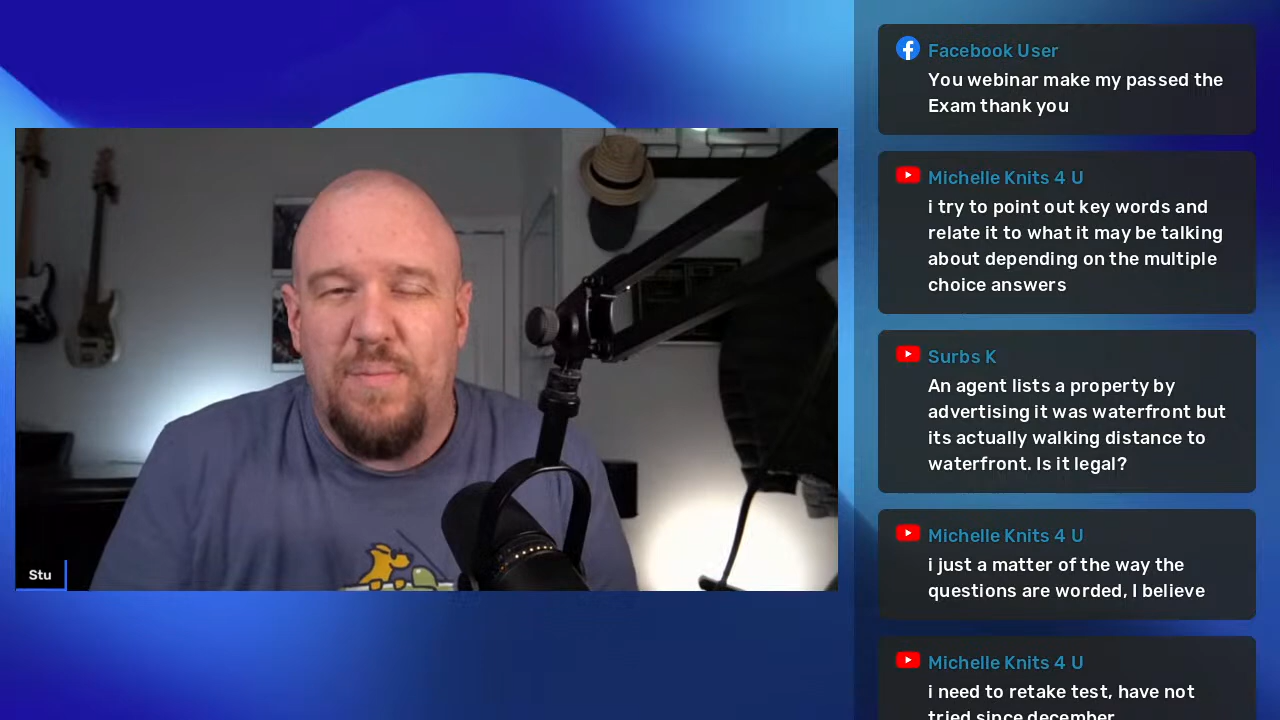 Stu
Facebook User
You webinar make my passed the
Exam thank you
Michelle Knits 4 U
i try to point out key words and
relate it to what it may be talking
about depending on the multiple
choice answers
Surbs K
An agent lists a property by
advertising it was waterfront but
its actually walking distance to
waterfront. Is it legal?
Michelle Knits 4 U
i just a matter of the way the
questions are worded, I believe
Michelle Knits 4 U
i need to retake test, have not
tried since december